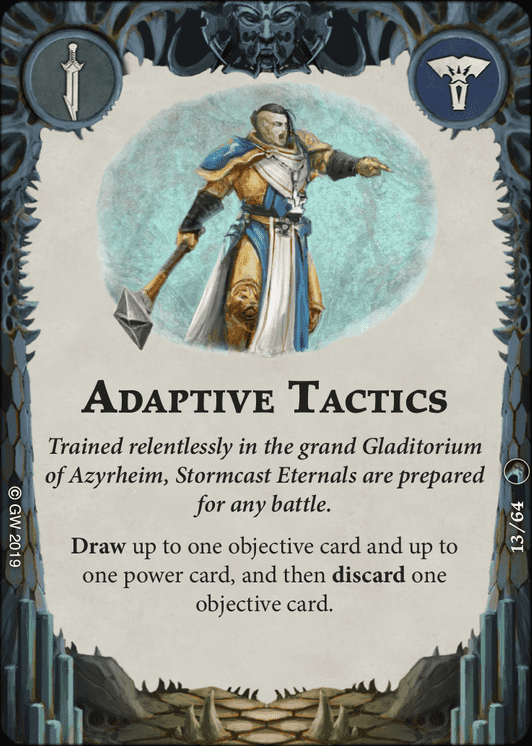 Adaptive Tactics
Trained relentlessly in the grand Gladitorium
of Azyrheim, Stormcast Eternals are prepared
for any battle.
Draw up to one objective card and up to
one power card, and then discard one
objective card.
© GW 2019
13/64